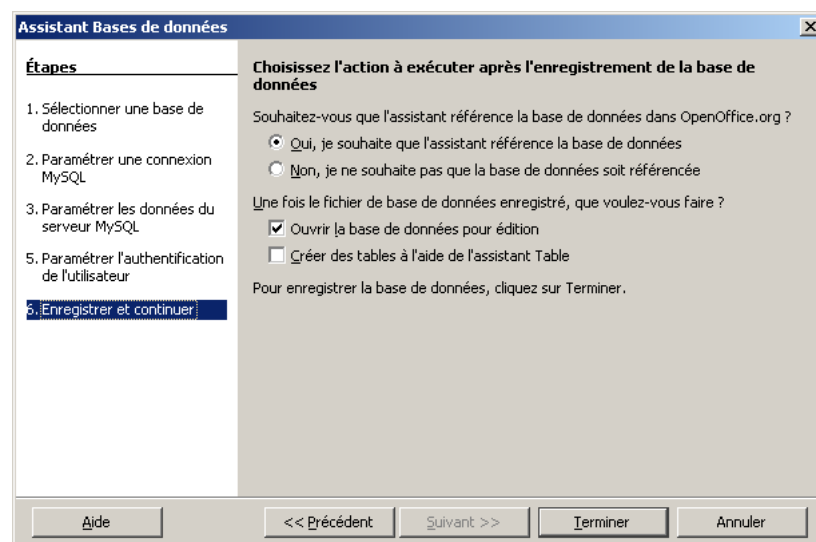 Assistant Bases de données
Étapes
1. Sélectionner une base de
données
2. Paramétrer une connexion
MySQL
3. Paramétrer les données du
serveur MySQL
5. Paramétrer l'authentification
de l'utilisateur
6. Enregistrer et continuer
Choisissez l'action à exécuter après l'enregistrement de la base de
données
Souhaitez-vous que l'assistant référence la base de données dans OpenOffice.org ?
Oui, je souhaite que l'assistant référence la base de données
Non, je ne souhaite pas que la base de données soit référencée
Une fois le fichier de base de données enregistré, que voulez-vous faire ?
Ouvrir la base de données pour édition
Créer des tables à l'aide de l'assistant Table
Pour enregistrer la base de données, cliquez sur Terminer.
Aide
<< Précédent
Suivant >>
Terminer
Annuler